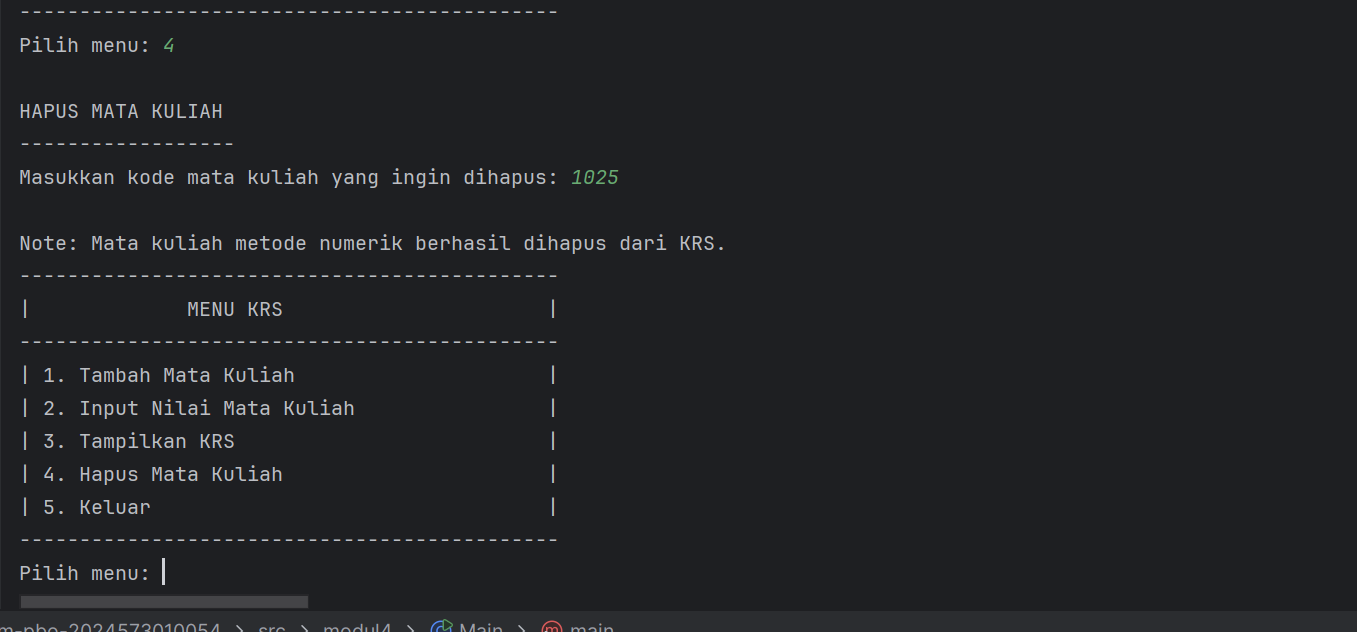 ---------------------------------------------
Pilih menu: 4
HAPUS MATA KULIAH
------------------
Masukkan kode mata kuliah yang ingin dihapus: 1025
Note: Mata kuliah metode numerik berhasil dihapus dari KRS.
---------------------------------------------
|             MENU KRS                      |
---------------------------------------------
| 1. Tambah Mata Kuliah                     |
| 2. Input Nilai Mata Kuliah                |
| 3. Tampilkan KRS                          |
| 4. Hapus Mata Kuliah                      |
| 5. Keluar                                 |
---------------------------------------------
Pilih menu:
m-pbo-2024573010054 > src > modul4 > Main > m main